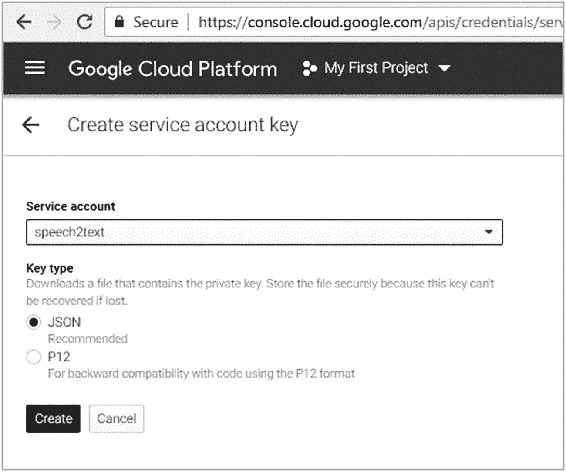 Secure https://console.cloud.google.com/apis/credentials/serv
Google Cloud Platform My First Project
Create service account key
Service account
speech2text
Key type
Downloads a file that contains the private key. Store the file securely because this key can't
be recovered if lost.
JSON
Recommended
P12
For backward compatibility with code using the P12 format
Create Cancel